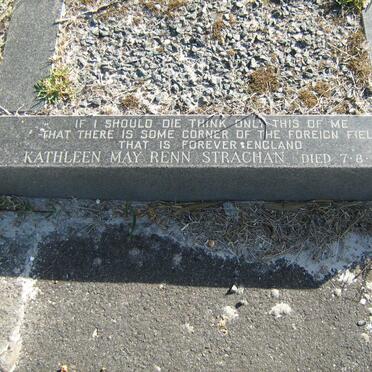 IF I SHOULD DIE THINK ONLY THIS OF ME
THAT THERE IS SOME CORNER OF THE FOREIGN FIEL
THAT IS FOREVER ENGLAND
KATHLEEN MAY RENN STRACHAN DIED 7·8